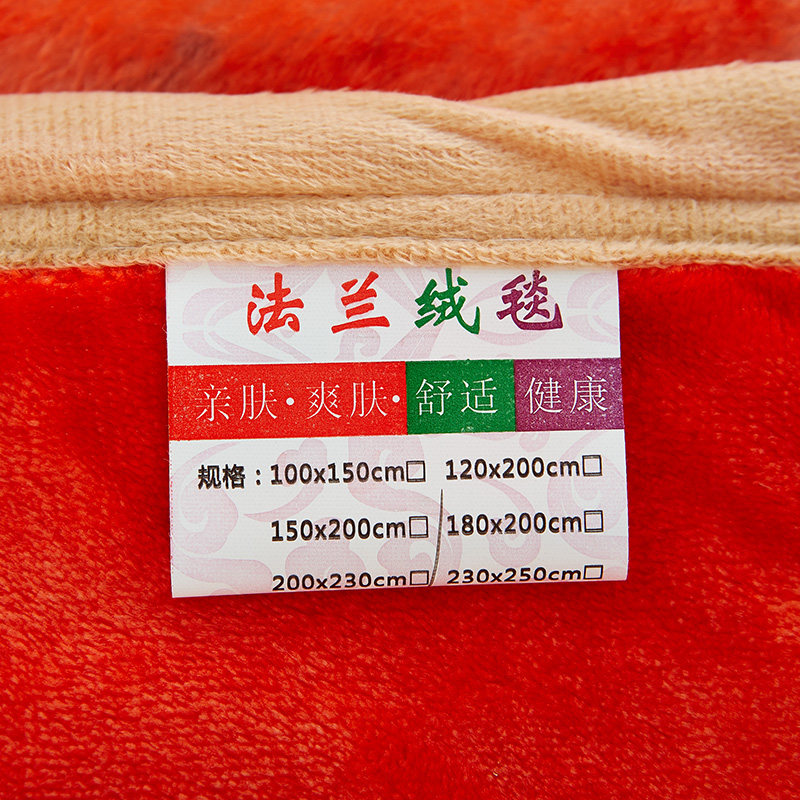 法兰绒毯
亲肤·爽肤·舒适 健康
规格：100x150cm□ 120x200cm□
150x200cm□ 180x200cm□
200x230cm□ 230x250cm□